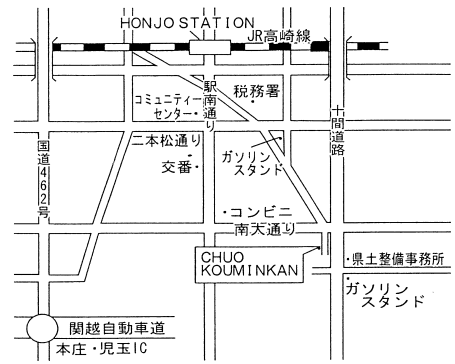 HONJO STATION
JR高崎線
駅南通り
税務署
コミュニティー
センター
十間道路
国道462号
二本松通り
ガソリン
スタンド
交番
コンビニ
南大通り
CHUO
KOUMINKAN
県土整備事務所
ガソリン
スタンド
関越自動車道
本庄・児玉IC